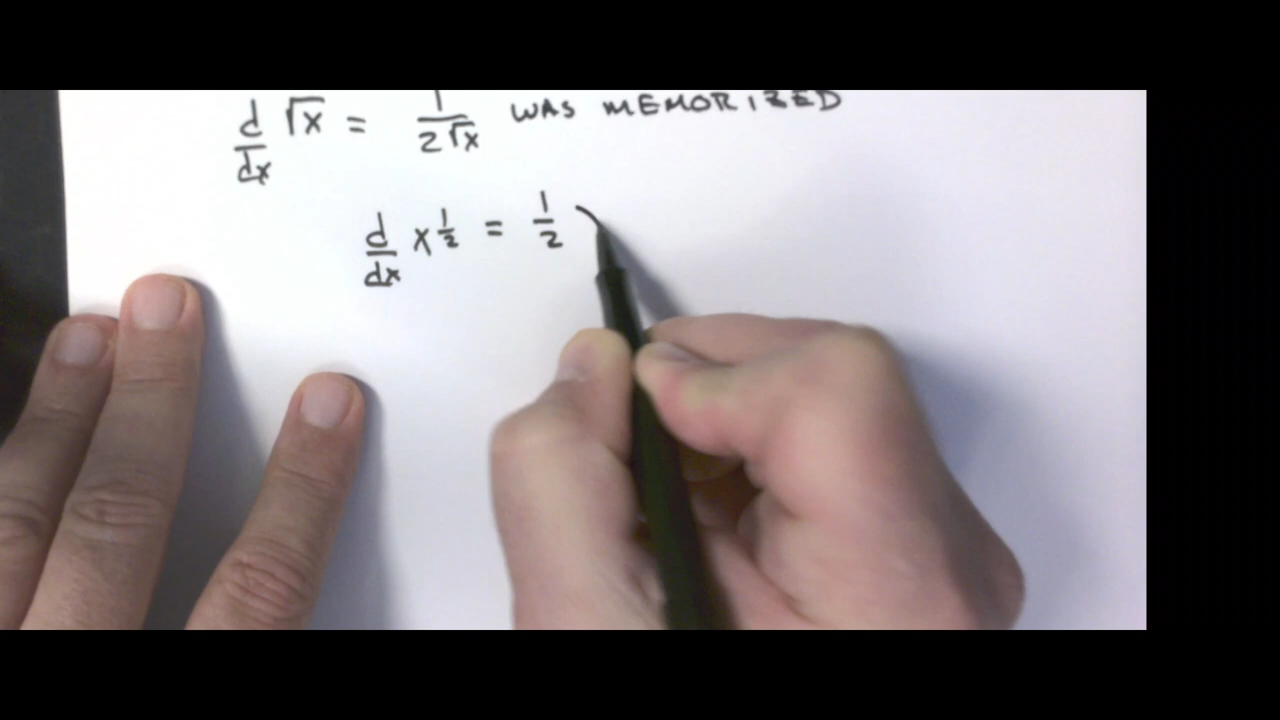 d/dx √x = 1/2√x WAS MEMORIZED
d/dx x^1/2 = 1/2